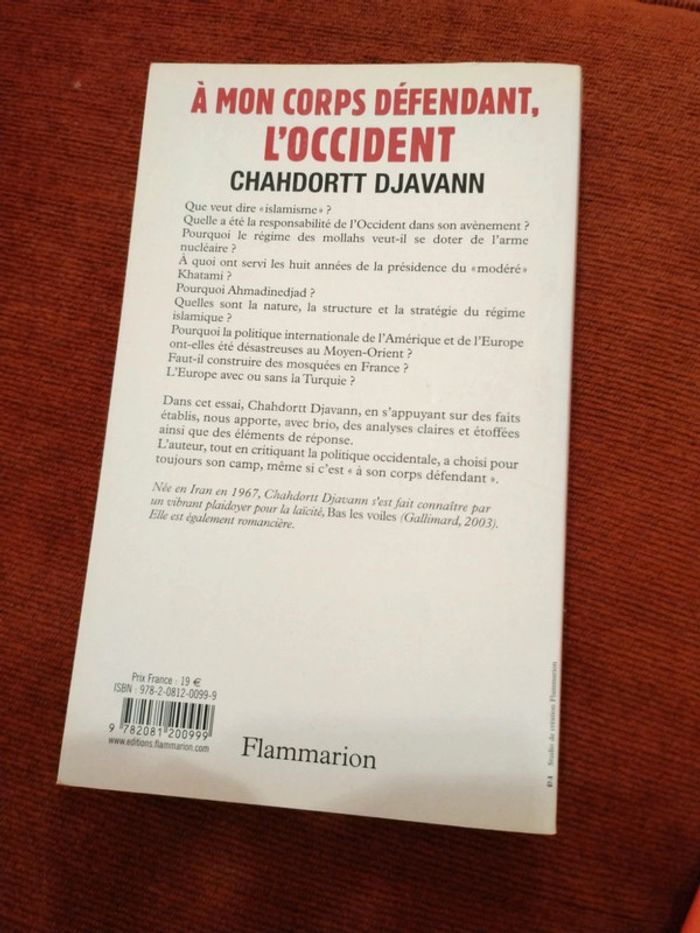 À MON CORPS DÉFENDANT,
L'OCCIDENT
CHAHDORTT DJAVANN
Que veut dire « islamisme » ?
Quelle a été la responsabilité de l'Occident dans son avènement ?
Pourquoi le régime des mollahs veut-il se doter de l'arme
nucléaire ?
À quoi ont servi les huit années de la présidence du « modéré »
Khatami ?
Pourquoi Ahmadinedjad ?
Quelles sont la nature, la structure et la stratégie du régime
islamique ?
Pourquoi la politique internationale de l'Amérique et de l'Europe
ont-elles été désastreuses au Moyen-Orient ?
Faut-il construire des mosquées en France ?
L'Europe avec ou sans la Turquie ?
Dans cet essai, Chahdortt Djavann, en s'appuyant sur des faits
établis, nous apporte, avec brio, des analyses claires et étoffées
ainsi que des éléments de réponse.
L'auteur, tout en critiquant la politique occidentale, a choisi pour
toujours son camp, même si c'est « à son corps défendant ».
Née en Iran en 1967, Chahdortt Djavann s'est fait connaître par
un vibrant plaidoyer pour la laïcité, Bas les voiles (Gallimard, 2003).
Elle est également romancière.
Prix France : 19 €
ISBN : 978-2-0812-0099-9
9 782081 200999
www.editions.flammarion.com
Flammarion
Studio de création Flammarion